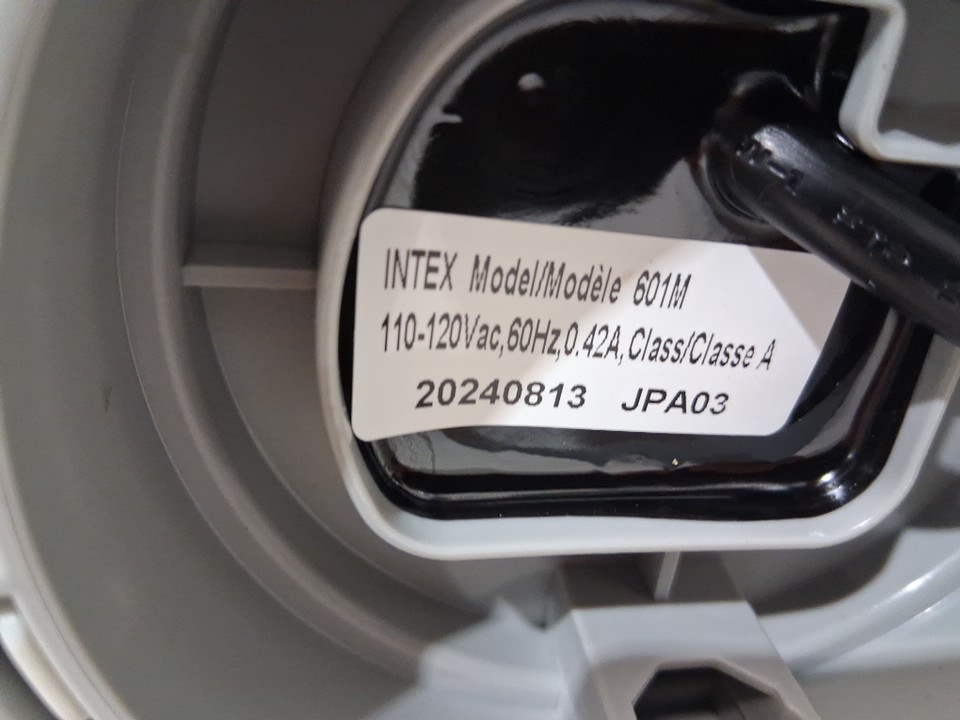 INTEX Model/Modèle 601M
110-120Vac,60Hz,0.42A,Class/Classe A
20240813 JPA03